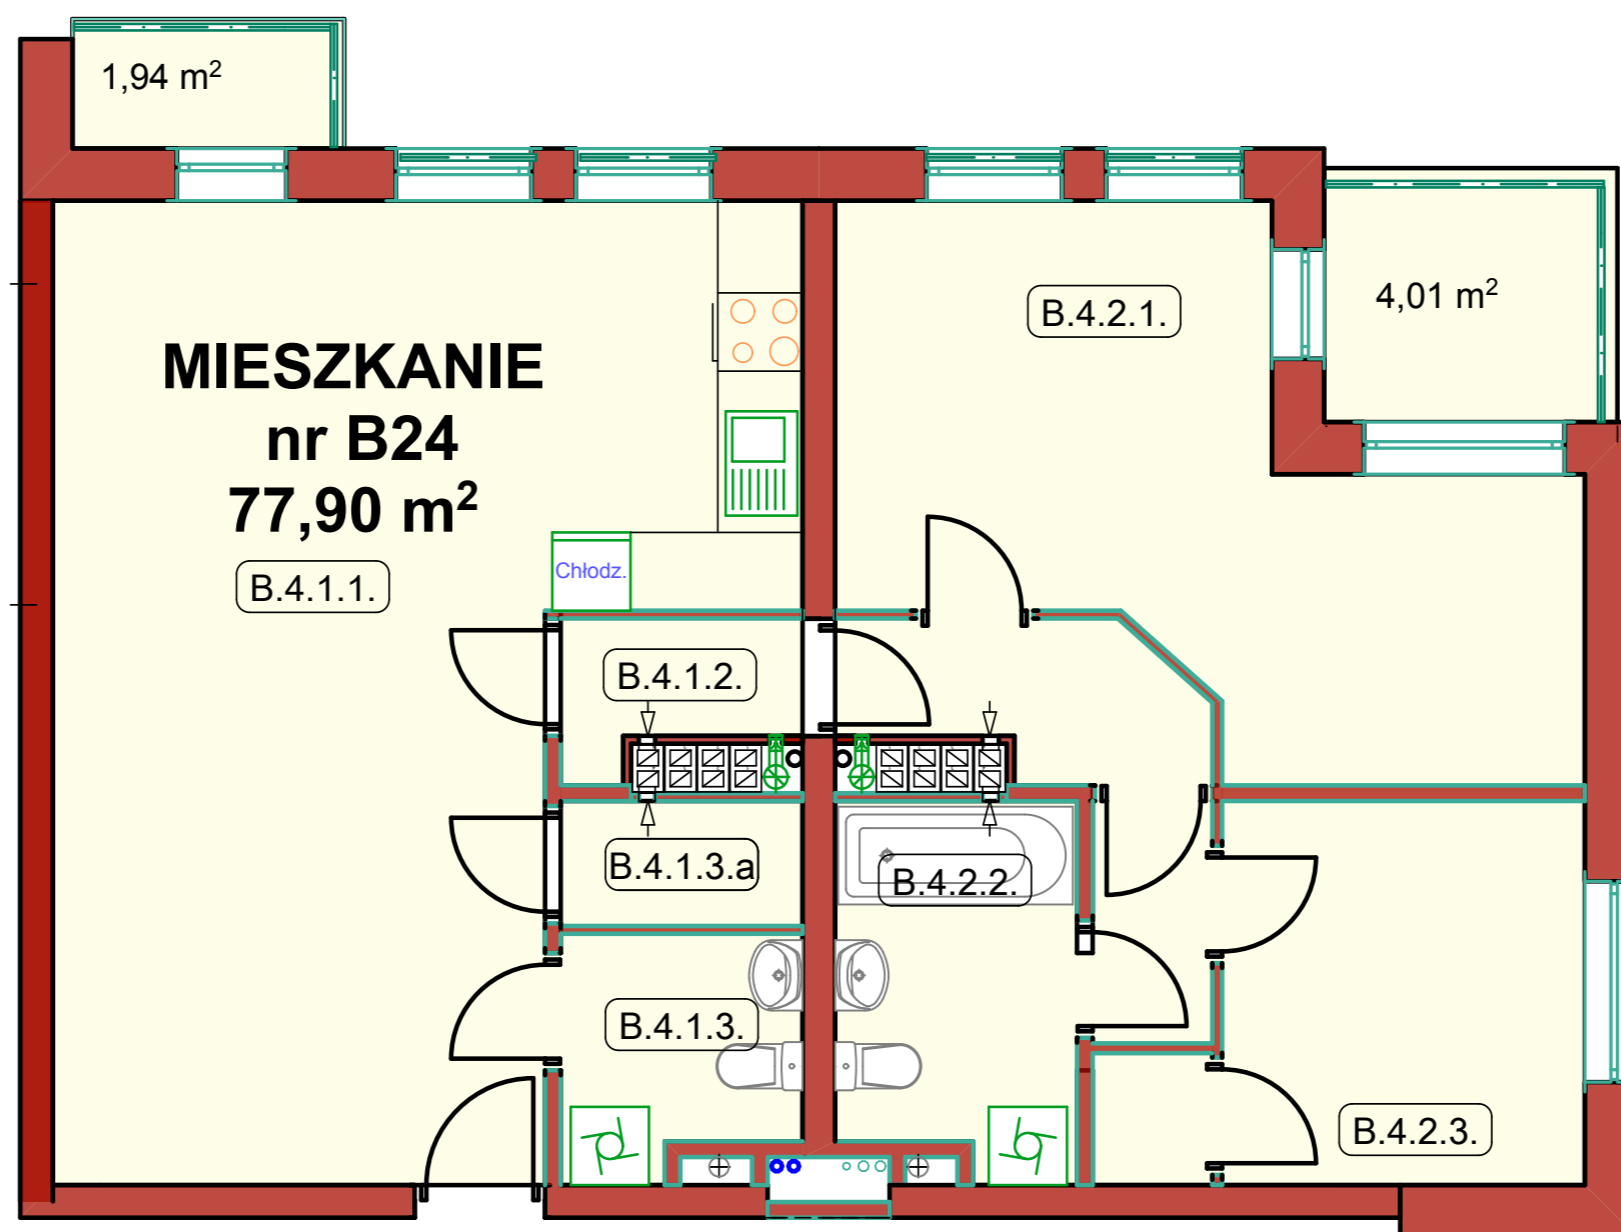 1,94 m²
4,01 m²
B.4.2.1.
MIESZKANIE
nr B24
77,90 m²
B.4.1.1.
Chłodz.
B.4.1.2.
B.4.1.3.a
B.4.2.2.
B.4.1.3.
B.4.2.3.